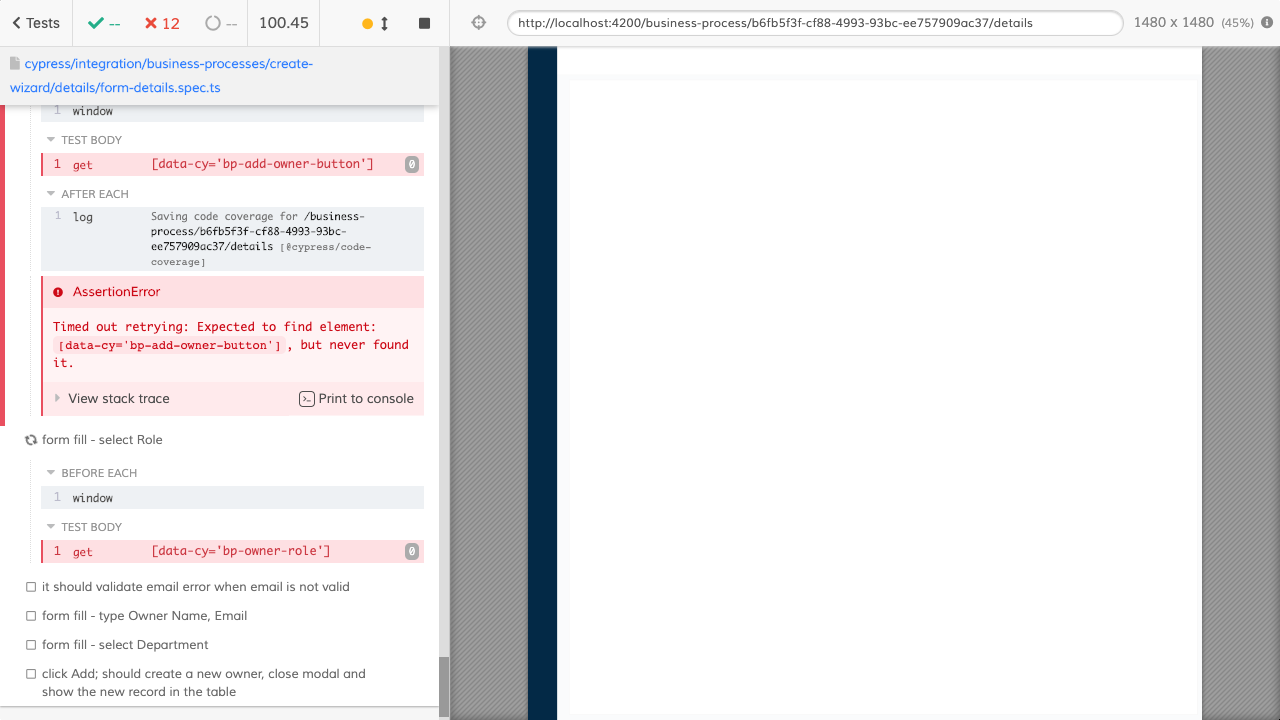 Tests
--
12
--
100.45
http://localhost:4200/business-process/b6fb5f3f-cf88-4993-93bc-ee757909ac37/details
1480 x 1480 (45%)
cypress/integration/business-processes/create-
wizard/details/form-details.spec.ts
1 window
TEST BODY
1 get [data-cy='bp-add-owner-button'] 0
AFTER EACH
1 log Saving code coverage for /business-
process/b6fb5f3f-cf88-4993-93bc-
ee757909ac37/details [@cypress/code-
coverage]
AssertionError
Timed out retrying: Expected to find element:
[data-cy='bp-add-owner-button'], but never found
it.
View stack trace
Print to console
form fill - select Role
BEFORE EACH
1 window
TEST BODY
1 get [data-cy='bp-owner-role'] 0
it should validate email error when email is not valid
form fill - type Owner Name, Email
form fill - select Department
click Add; should create a new owner, close modal and
show the new record in the table